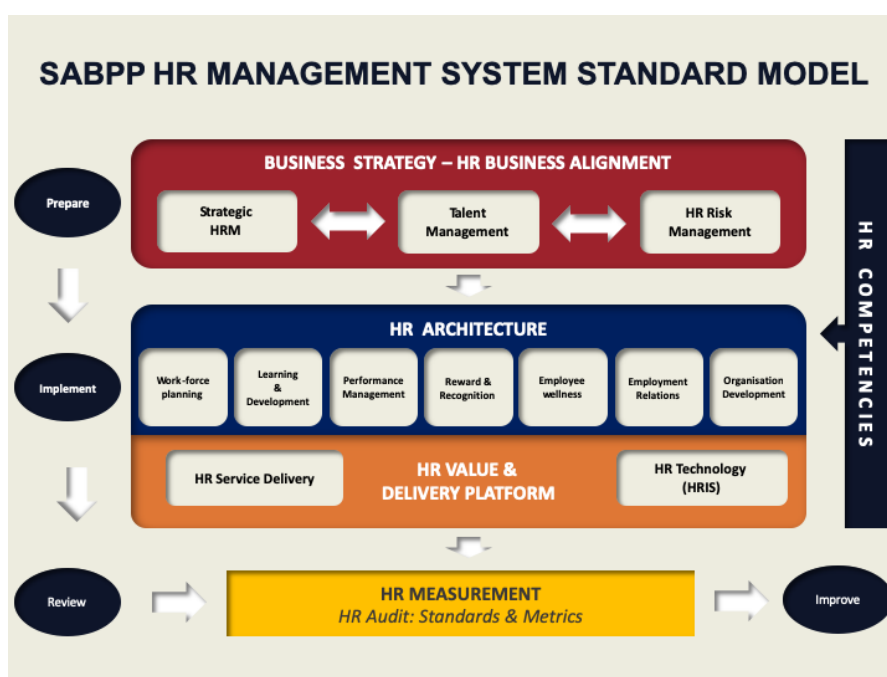 SABPP HR MANAGEMENT SYSTEM STANDARD MODEL
Prepare
BUSINESS STRATEGY – HR BUSINESS ALIGNMENT
Strategic
HRM
Talent
Management
HR Risk
Management
HR COMPETENCIES
Implement
HR ARCHITECTURE
Work-force
planning
Learning
&
Development
Performance
Management
Reward &
Recognition
Employee
wellness
Employment
Relations
Organisation
Development
HR Service Delivery
HR VALUE &
DELIVERY PLATFORM
HR Technology
(HRIS)
Review
HR MEASUREMENT
HR Audit: Standards & Metrics
Improve